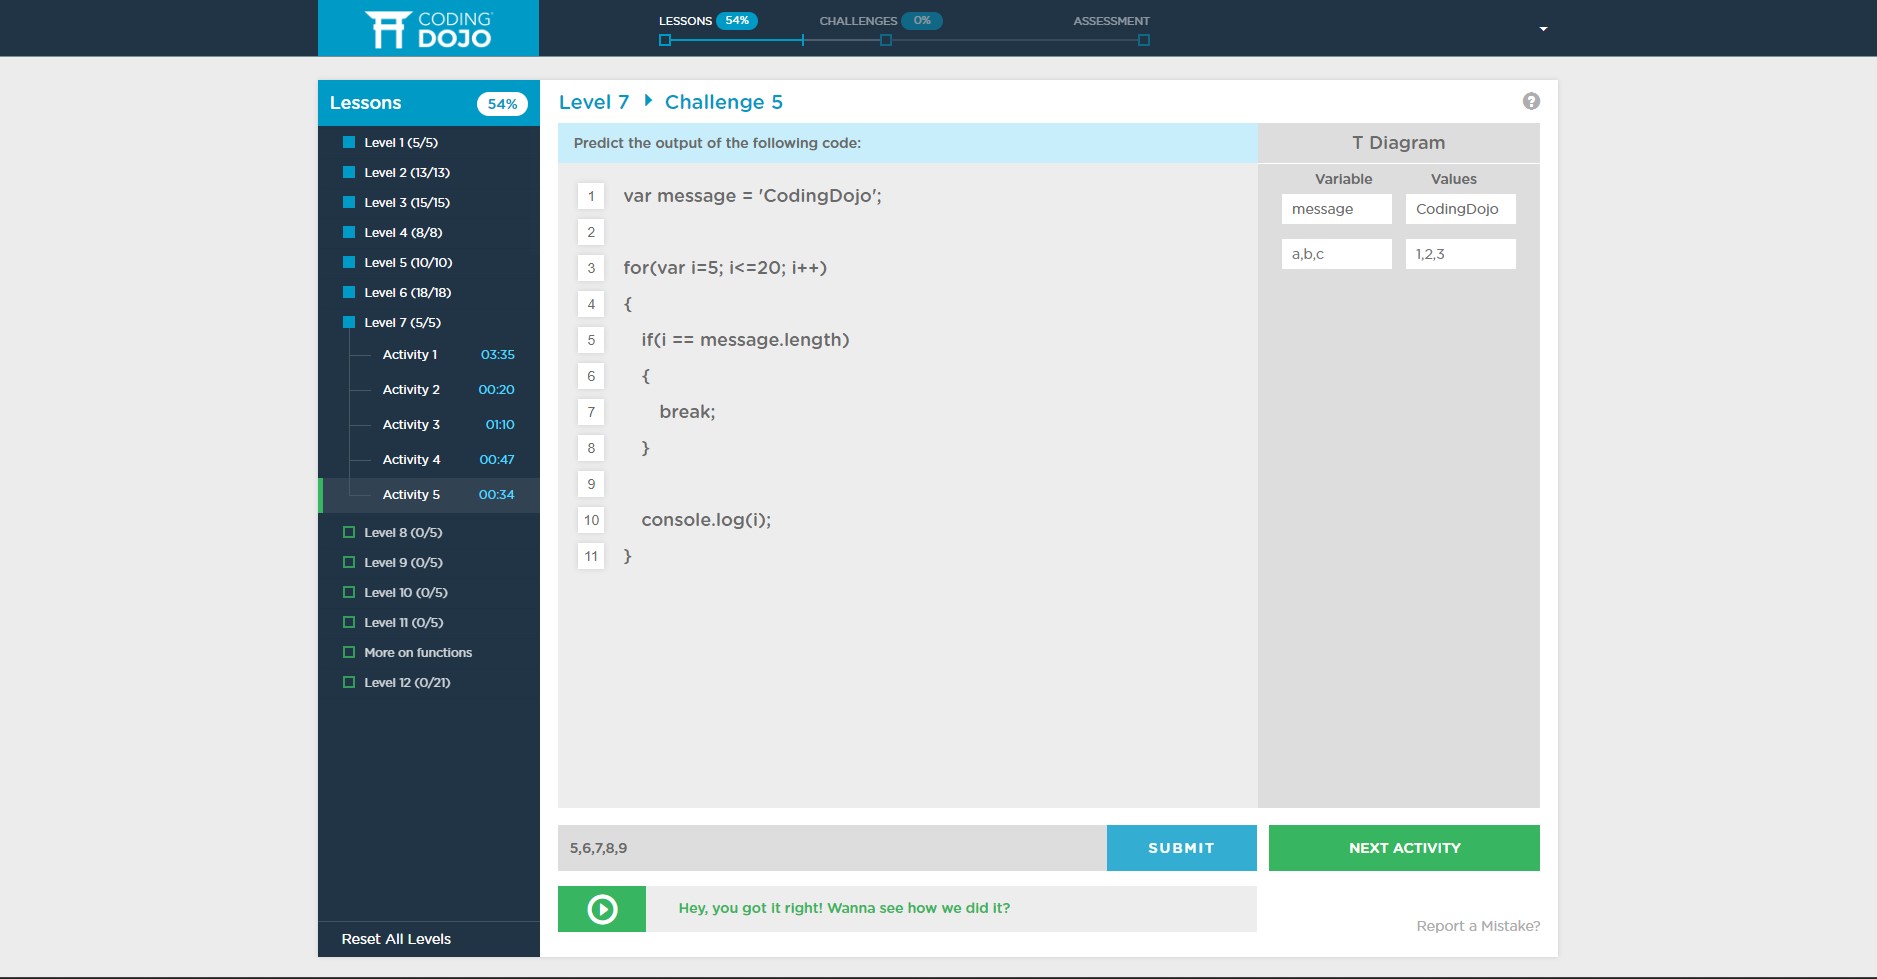 CODING DOJO
LESSONS 54% CHALLENGES 0% ASSESSMENT
Lessons 54%
Level 1 (5/5)
Level 2 (13/13)
Level 3 (15/15)
Level 4 (8/8)
Level 5 (10/10)
Level 6 (18/18)
Level 7 (5/5)
Activity 1 03:35
Activity 2 00:20
Activity 3 01:10
Activity 4 00:47
Activity 5 00:34
Level 8 (0/5)
Level 9 (0/5)
Level 10 (0/5)
Level 11 (0/5)
More on functions
Level 12 (0/21)
Reset All Levels
Level 7 Challenge 5
?
Predict the output of the following code:
1 var message = 'CodingDojo';
2
3 for(var i=5; i<=20; i++)
4 {
5 if(i == message.length)
6 {
7 break;
8 }
9
10 console.log(i);
11 }
T Diagram
Variable Values
message CodingDojo
a,b,c 1,2,3
5,6,7,8,9
SUBMIT
NEXT ACTIVITY
Hey, you got it right! Wanna see how we did it?
Report a Mistake?